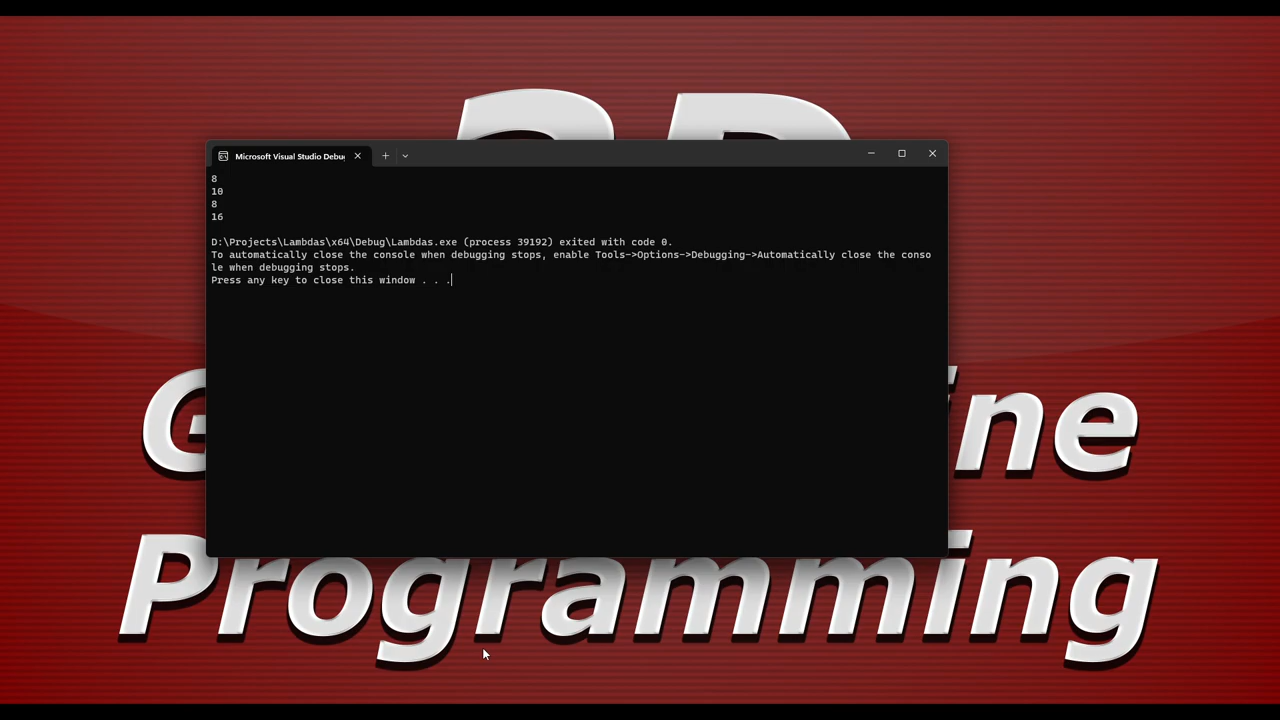 Microsoft Visual Studio Debug
8
10
8
16
D:\Projects\Lambdas\x64\Debug\Lambdas.exe (process 39192) exited with code 0.
To automatically close the console when debugging stops, enable Tools->Options->Debugging->Automatically close the conso
le when debugging stops.
Press any key to close this window . . .
Programming